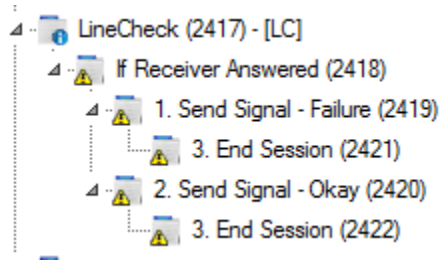 LineCheck (2417) - [LC]
If Receiver Answered (2418)
1. Send Signal - Failure (2419)
3. End Session (2421)
2. Send Signal - Okay (2420)
3. End Session (2422)